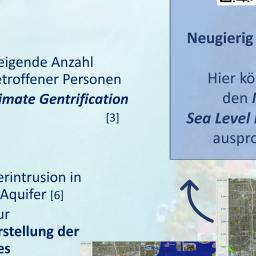 eigende Anzahl
etroffener Personen
imate Gentrification
[3]
erintrusion in
Aquifer [6]
ur
rstellung der
es
Neugierig
Hier kö
den
Sea Level
auspro